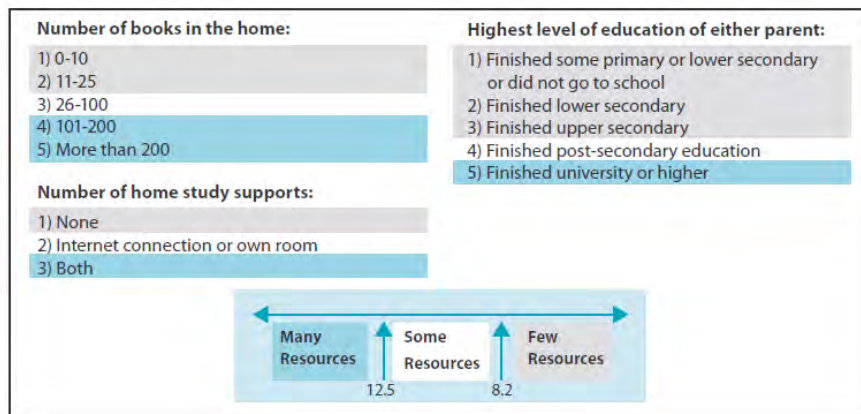 Number of books in the home:
1) 0-10
2) 11-25
3) 26-100
4) 101-200
5) More than 200
Number of home study supports:
1) None
2) Internet connection or own room
3) Both
Highest level of education of either parent:
1) Finished some primary or lower secondary
or did not go to school
2) Finished lower secondary
3) Finished upper secondary
4) Finished post-secondary education
5) Finished university or higher
Many
Resources
Some
Resources
Few
Resources
12.5
8.2